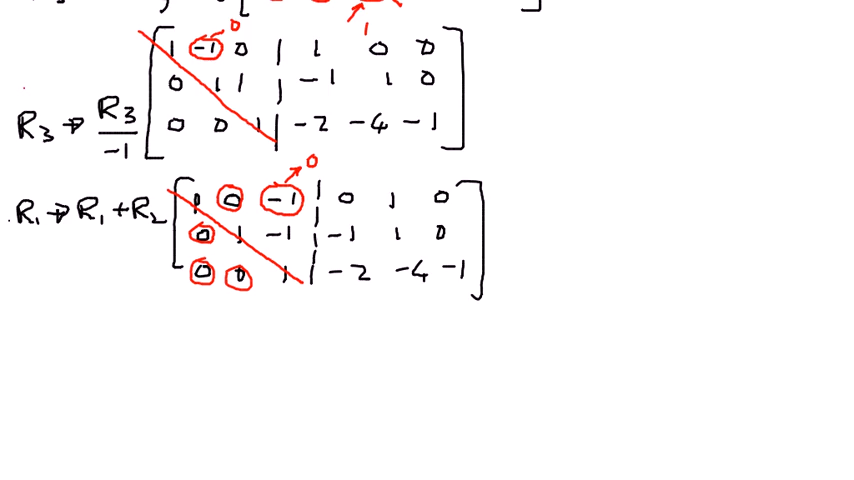 0
1
1 -1 0 | 1 0 0
0 1 1 | -1 1 0
R3 → R3/-1 0 0 1 | -2 -4 -1
0
R1 → R1 + R2 1 0 -1 | 0 1 0
0 1 -1 | -1 1 0
0 0 1 | -2 -4 -1